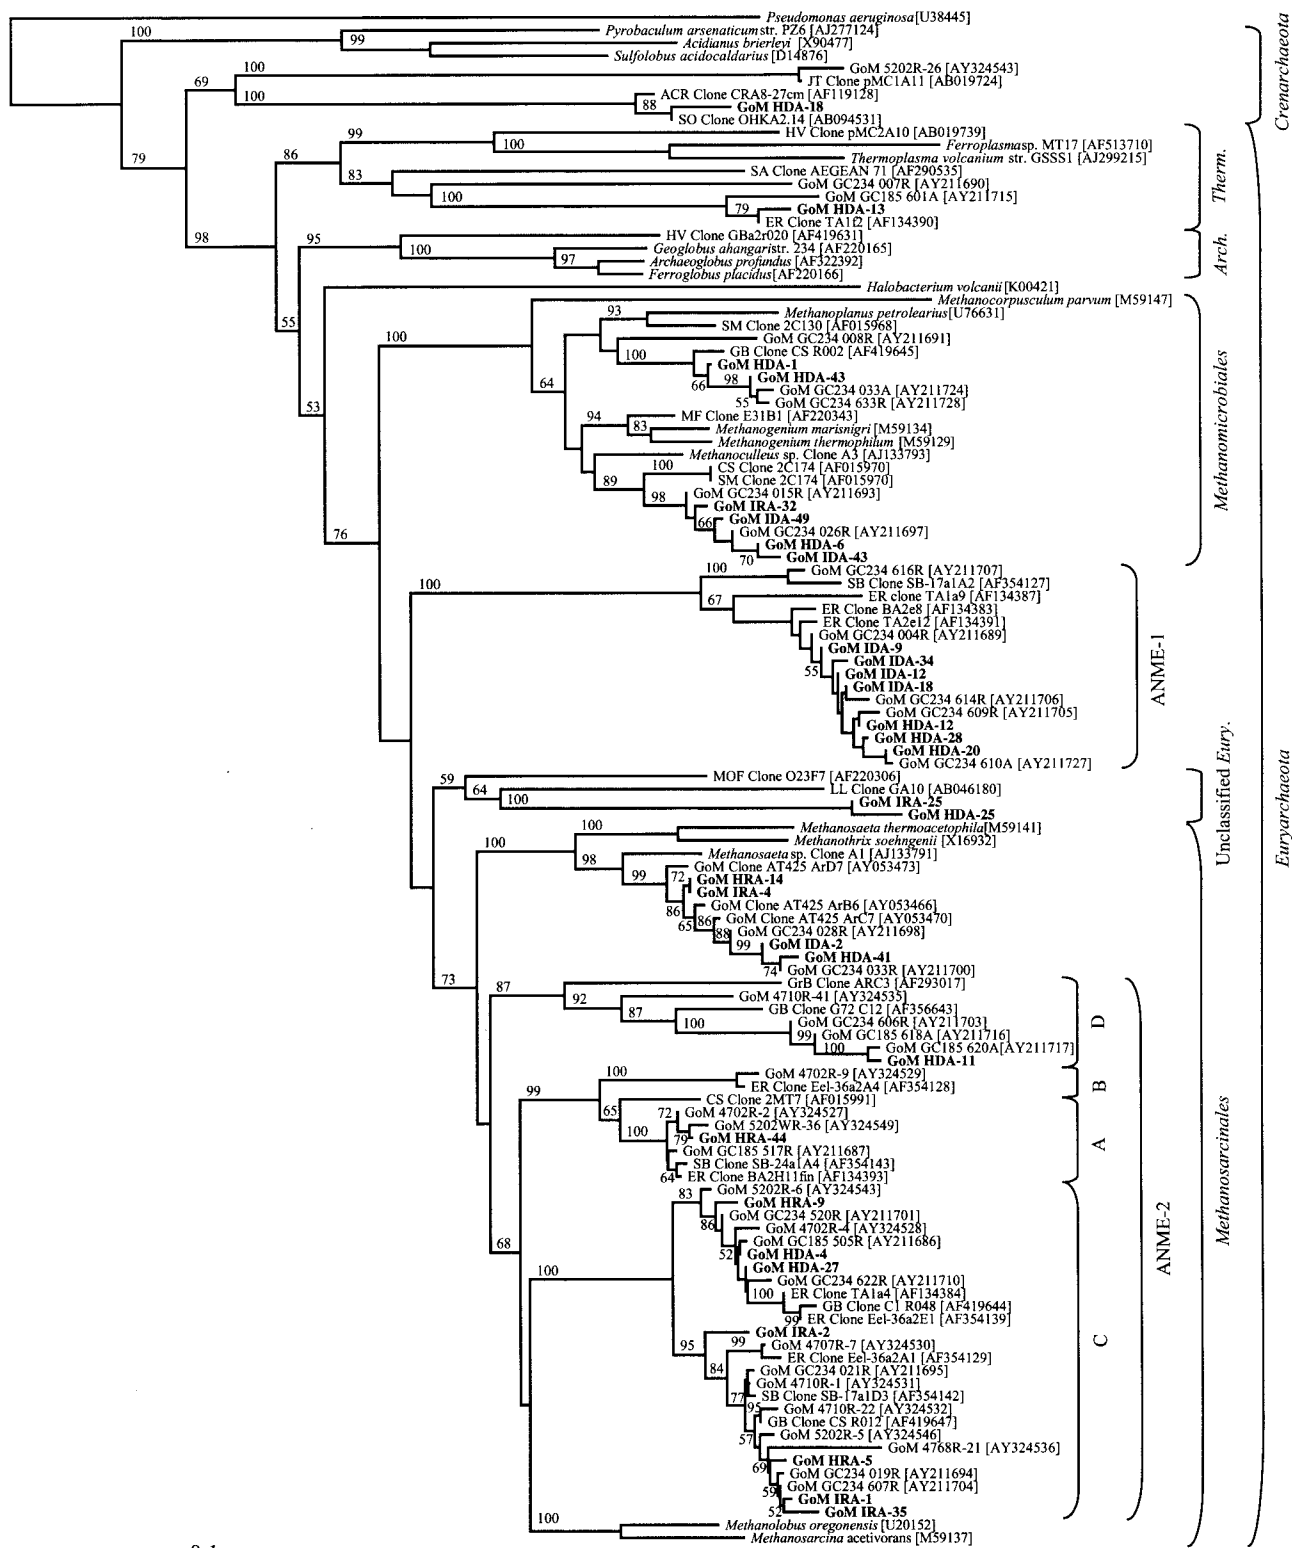 Pseudomonas aeruginosa[U38445]
100
Pyrobaculum arsenaticum str. PZ6 [AJ277124]
99
Acidianus brierleyi [X90477]
Sulfolobus acidocaldarius [D14876]
100
GoM 5202R-26 [AY324543]
69
JT Clone pMC1A11 [AB019724]
100
ACR Clone CRA8-27cm [AF119128]
88
GoM HDA-18
SO Clone OHKA2.14 [AB094531]
Crenarchaeota
99
HV Clone pMC2A10 [AB019739]
100
Ferroplasma sp. MT17 [AF513710]
79
86
Thermoplasma volcanium str. GSSS1 [AJ299215]
83
SA Clone AEGEAN 71 [AF290535]
GoM GC234 007R [AY211690]
100
GoM GC185 601A [AY211715]
79
GoM HDA-13
ER Clone TA1f2 [AF134390]
Therm.
98
95
HV Clone GBa2r020 [AF419631]
100
Geoglobus ahangari str. 234 [AF220165]
97
Archaeoglobus profundus [AF322392]
Ferroglobus placidus [AF220166]
Arch.
Halobacterium volcanii [K00421]
Methanocorpusculum parvum [M59147]
55
93
Methanoplanus petrolearius [U76631]
SM Clone 2C130 [AF015968]
100
GoM GC234 008R [AY211691]
100
GB Clone CS R002 [AF419645]
GoM HDA-1
66
98
GoM HDA-43
64
GoM GC234 033A [AY211724]
55
GoM GC234 633R [AY211728]
53
94
MF Clone E31B1 [AF220343]
83
Methanogenium marisnigri [M59134]
Methanogenium thermophilum [M59129]
Methanoculleus sp. Clone A3 [AJ133793]
100
CS Clone 2C174 [AF015970]
89
SM Clone 2C174 [AF015970]
98
GoM GC234 015R [AY211693]
GoM IRA-32
66
GoM IDA-49
GoM GC234 026R [AY211697]
76
GoM HDA-6
70
GoM IDA-43
Methanomicrobiales
100
GoM GC234 616R [AY211707]
100
SB Clone SB-17a1A2 [AF354127]
67
ER clone TA1a9 [AF134387]
ER Clone BA2e8 [AF134383]
ER Clone TA2e12 [AF134391]
GoM GC234 004R [AY211689]
GoM IDA-9
GoM IDA-34
55
GoM IDA-12
GoM IDA-18
GoM GC234 614R [AY211706]
GoM GC234 609R [AY211705]
GoM HDA-12
GoM HDA-28
GoM HDA-20
GoM GC234 610A [AY211727]
ANME-1
59
MOF Clone O23F7 [AF220306]
64
LL Clone GA10 [AB046180]
100
GoM IRA-25
GoM HDA-25
Unclassified Eury.
Euryarchaeota
100
Methanosaeta thermoacetophila [M59141]
100
Methanothrix soehngenii [X16932]
98
Methanosaeta sp. Clone A1 [AJ133791]
99
GoM Clone AT425 ArD7 [AY053473]
72
GoM HRA-14
GoM IRA-4
86
GoM Clone AT425 ArB6 [AY053466]
65
86
GoM Clone AT425 ArC7 [AY053470]
88
GoM GC234 028R [AY211698]
99
GoM IDA-2
GoM HDA-41
74
GoM GC234 033R [AY211700]
73
87
GrB Clone ARC3 [AF293017]
92
GoM 4710R-41 [AY324535]
87
GB Clone G72 C12 [AF356643]
100
GoM GC234 606R [AY211703]
99
GoM GC185 618A [AY211716]
100
GoM GC185 620A[AY211717]
GoM HDA-11
D
100
GoM 4702R-9 [AY324529]
99
ER Clone Eel-36a2A4 [AF354128]
B
65
CS Clone 2MT7 [AF015991]
72
GoM 4702R-2 [AY324527]
100
GoM 5202WR-36 [AY324549]
79
GoM HRA-44
GoM GC185 517R [AY211687]
SB Clone SB-24a1A4 [AF354143]
64
ER Clone BA2H11fin [AF134393]
A
83
GoM 5202R-6 [AY324543]
GoM HRA-9
86
GoM GC234 520R [AY211701]
GoM 4702R-4 [AY324528]
68
GoM GC185 505R [AY211686]
52
GoM HDA-4
GoM HDA-27
100
GoM GC234 622R [AY211710]
100
ER Clone TA1a4 [AF134384]
GB Clone C1 R048 [AF419644]
99
ER Clone Eel-36a2E1 [AF354139]
95
GoM IRA-2
99
GoM 4707R-7 [AY324530]
ER Clone Eel-36a2A1 [AF354129]
84
GoM GC234 021R [AY211695]
GoM 4710R-1 [AY324531]
77
SB Clone SB-17a1D3 [AF354142]
95
GoM 4710R-22 [AY324532]
GB Clone CS R012 [AF419647]
57
GoM 5202R-5 [AY324546]
GoM 4768R-21 [AY324536]
GoM HRA-5
69
GoM GC234 019R [AY211694]
GoM GC234 607R [AY211704]
59
GoM IRA-1
52
GoM IRA-35
C
ANME-2
Methanosarcinales
100
Methanolobus oregonensis [U20152]
Methanosarcina acetivorans [M59137]